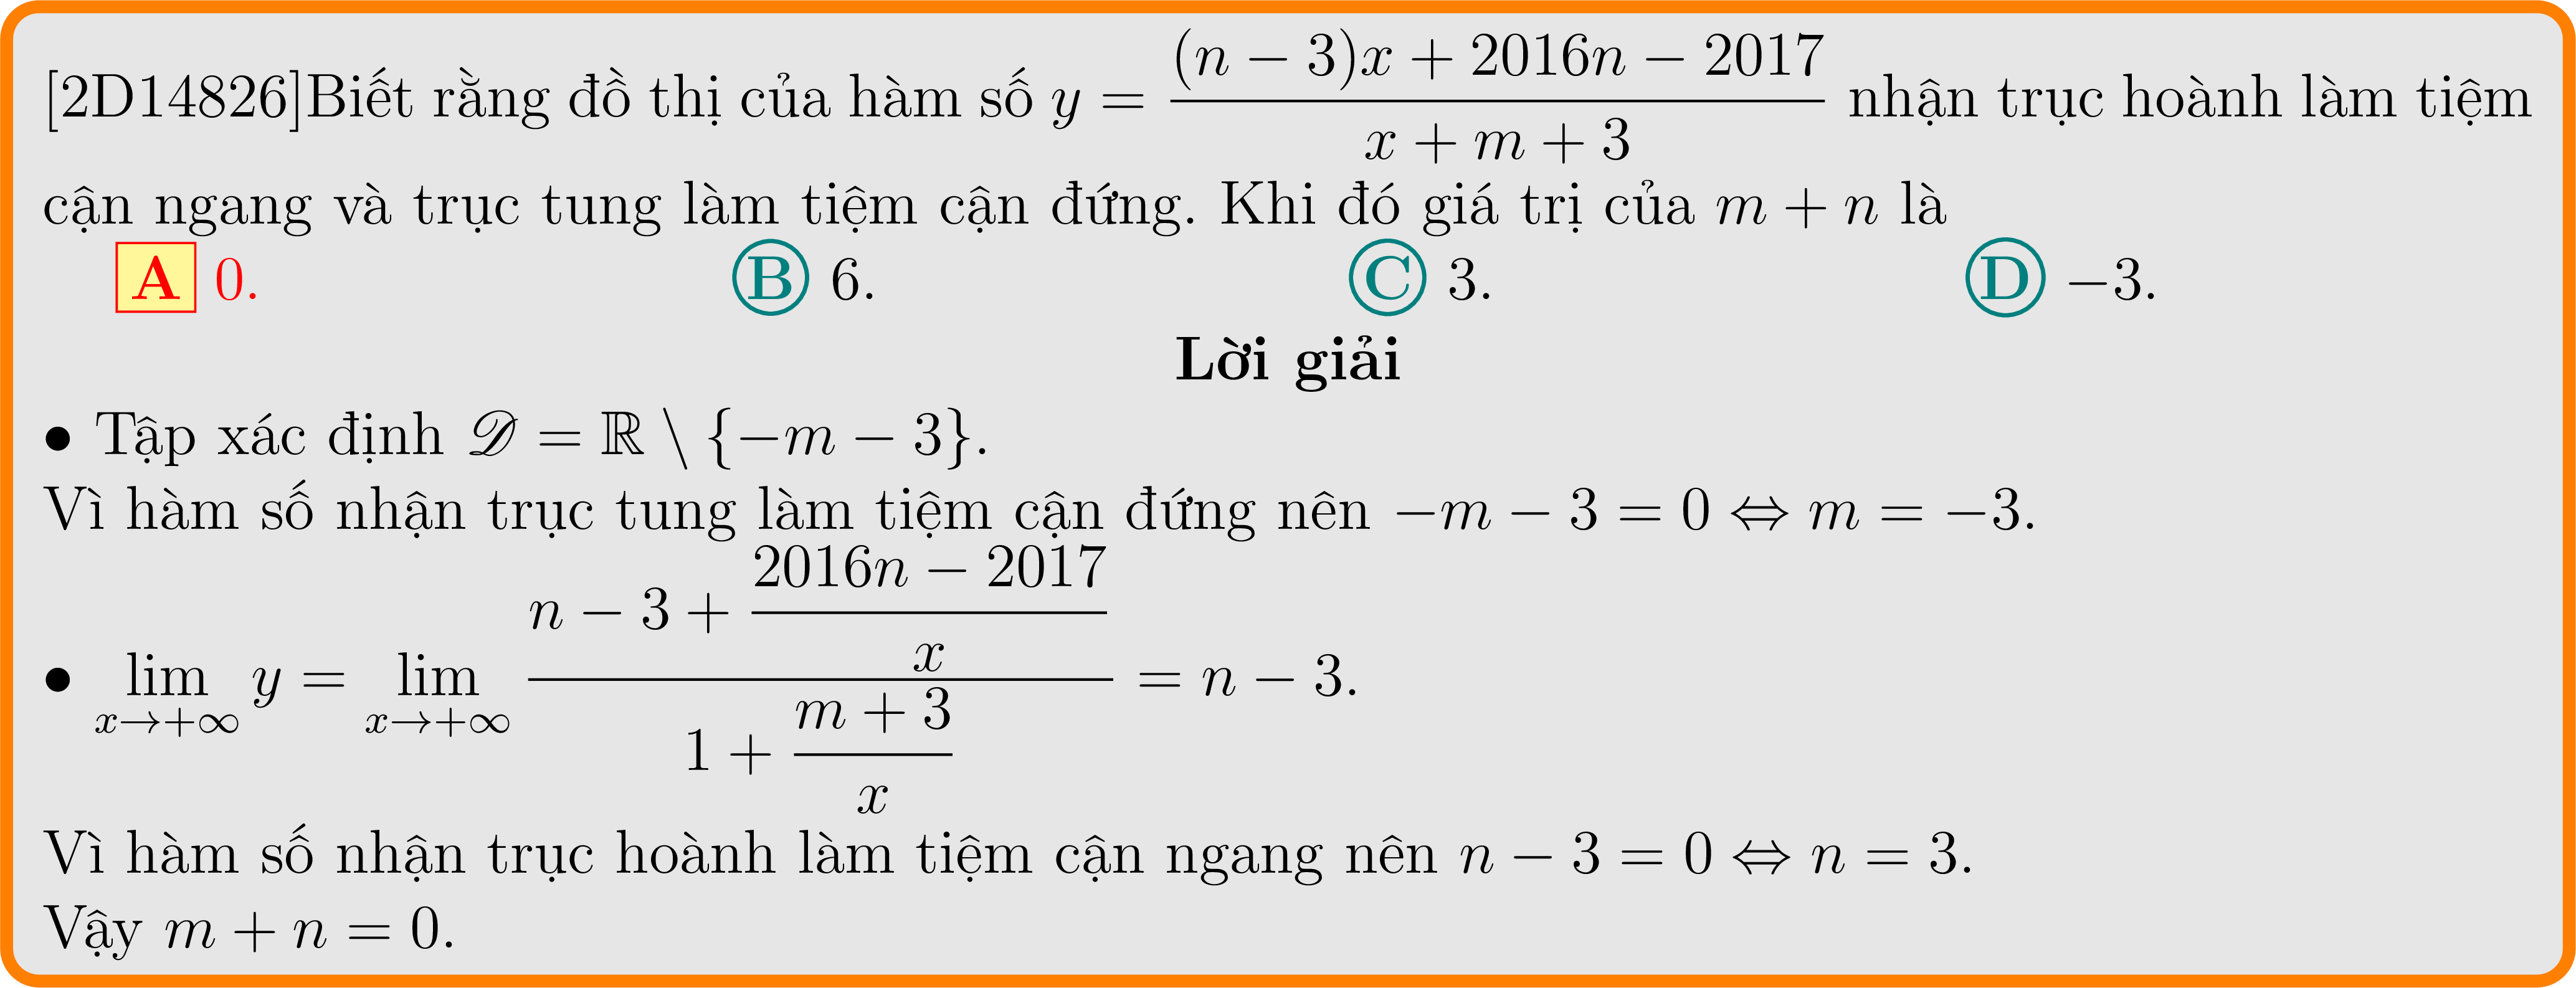 [2D14826]Biết rằng đồ thị của hàm số $y = \dfrac{(n-3)x+2016n-2017}{x+m+3}$ nhận trục hoành làm tiệm
cận ngang và trục tung làm tiệm cận đứng. Khi đó giá trị của $m+n$ là
A 0. B 6. C 3. D −3.
Lời giải
• Tập xác định $\mathscr{D} = \mathbb{R} \setminus \{-m-3\}$.
Vì hàm số nhận trục tung làm tiệm cận đứng nên $-m-3=0 \Leftrightarrow m=-3$.
• $\lim\limits_{x\to+\infty} y = \lim\limits_{x\to+\infty} \dfrac{n-3+\dfrac{2016n-2017}{x}}{1+\dfrac{m+3}{x}} = n-3$.
Vì hàm số nhận trục hoành làm tiệm cận ngang nên $n-3=0 \Leftrightarrow n=3$.
Vậy $m+n=0$.